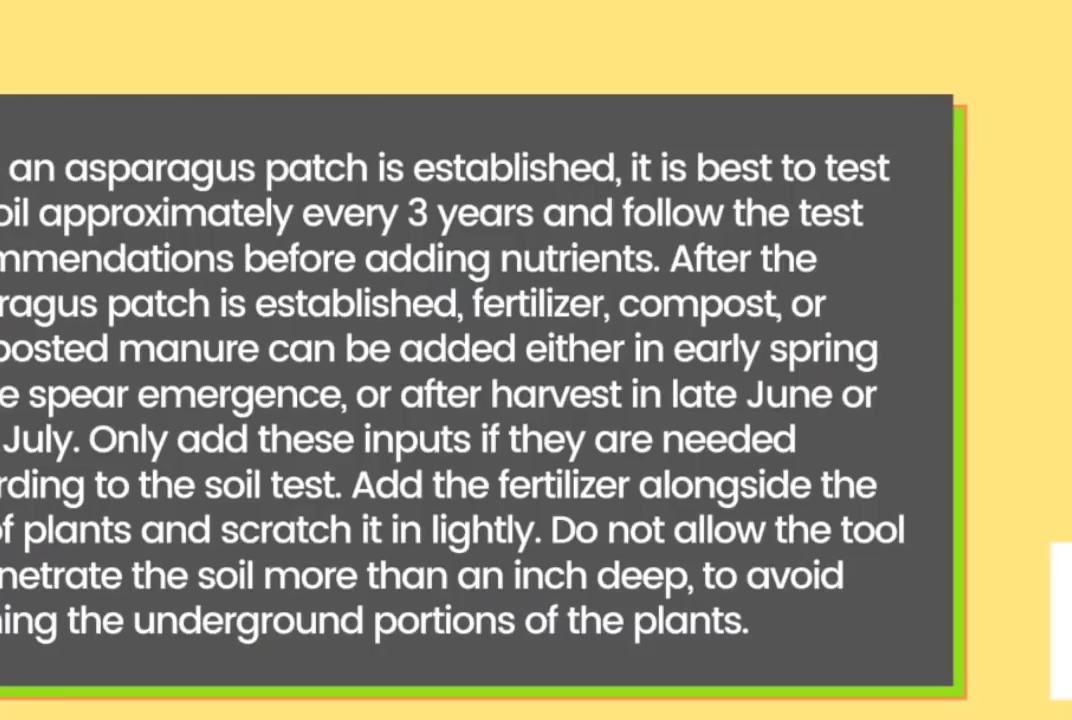 an asparagus patch is established, it is best to test
oil approximately every 3 years and follow the test
mmendations before adding nutrients. After the
ragus patch is established, fertilizer, compost, or
posted manure can be added either in early spring
e spear emergence, or after harvest in late June or
July. Only add these inputs if they are needed
rding to the soil test. Add the fertilizer alongside the
of plants and scratch it in lightly. Do not allow the tool
netrate the soil more than an inch deep, to avoid
ing the underground portions of the plants.